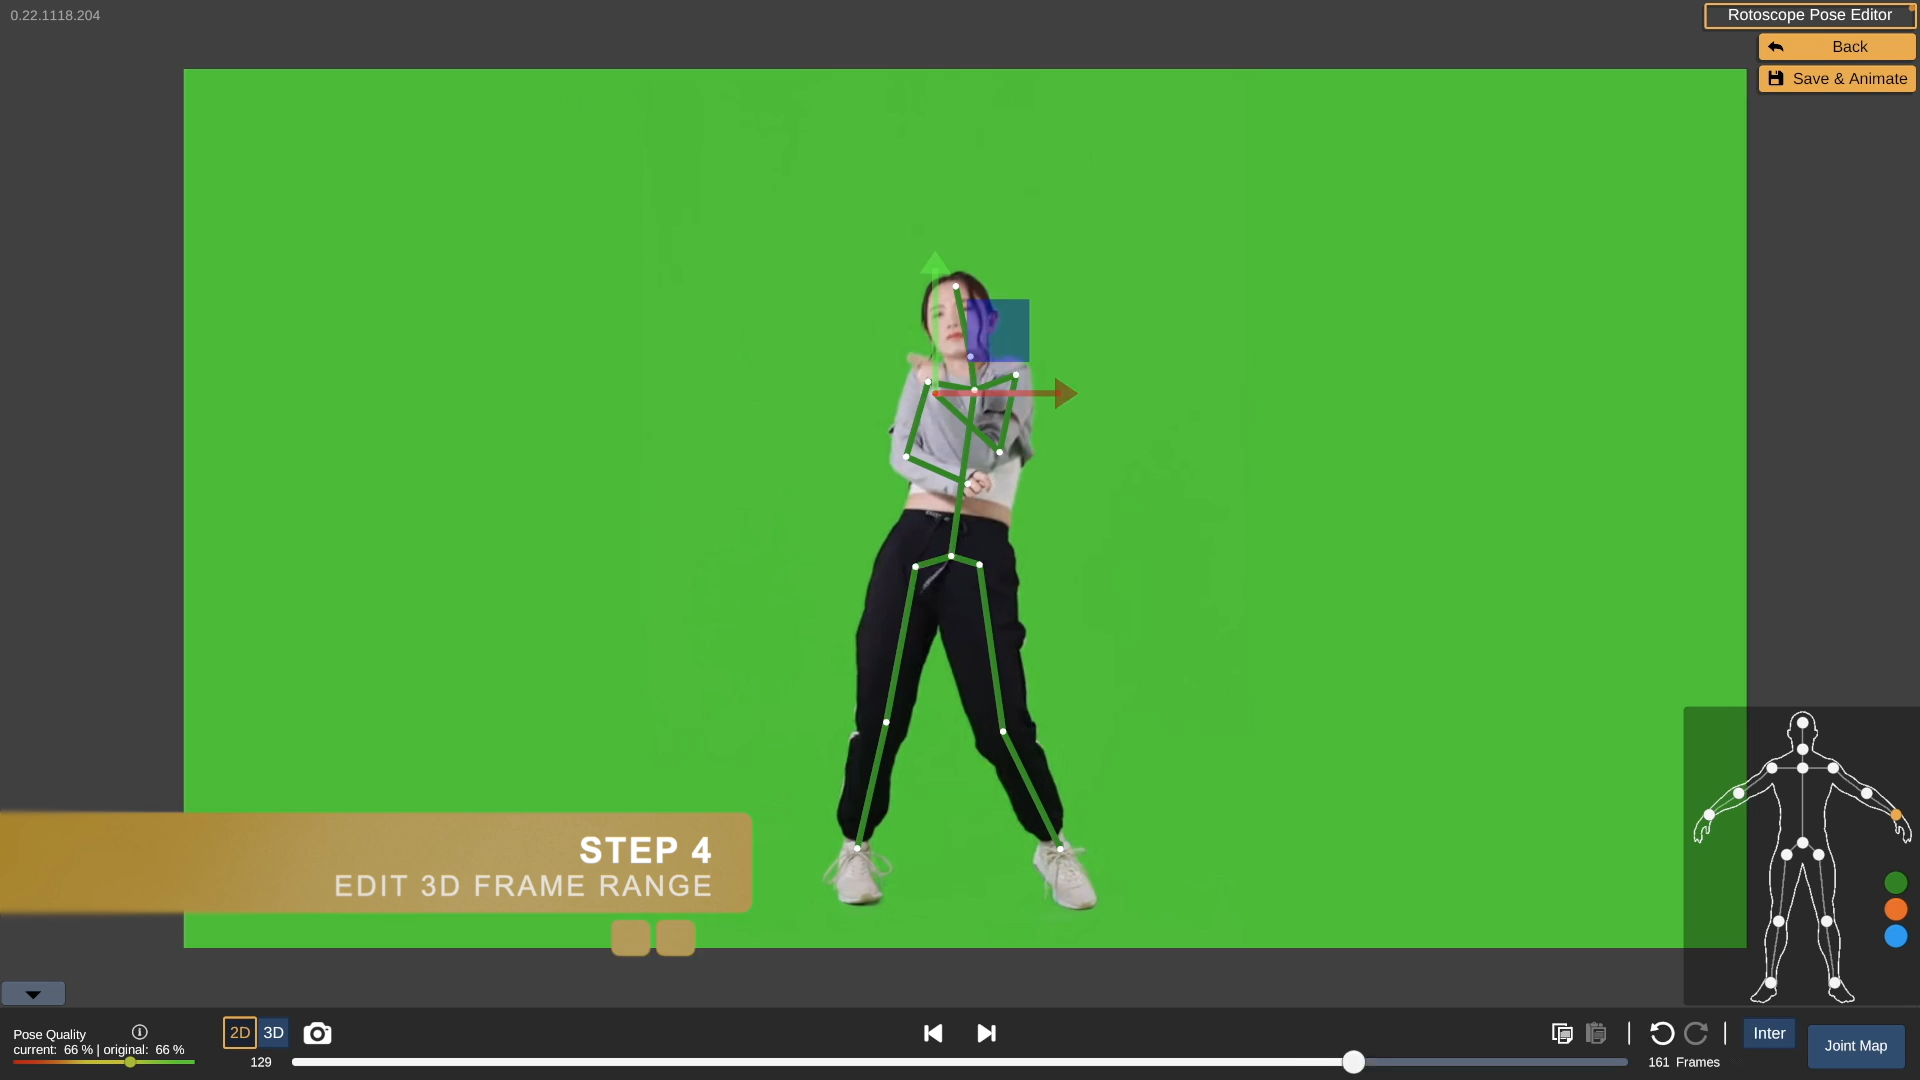 0.22.1118.204
Rotoscope Pose Editor
Back
Save & Animate
STEP 4
EDIT 3D FRAME RANGE
Pose Quality
current: 66 % | original: 66 %
2D 3D
129
Inter
161 Frames
Joint Map